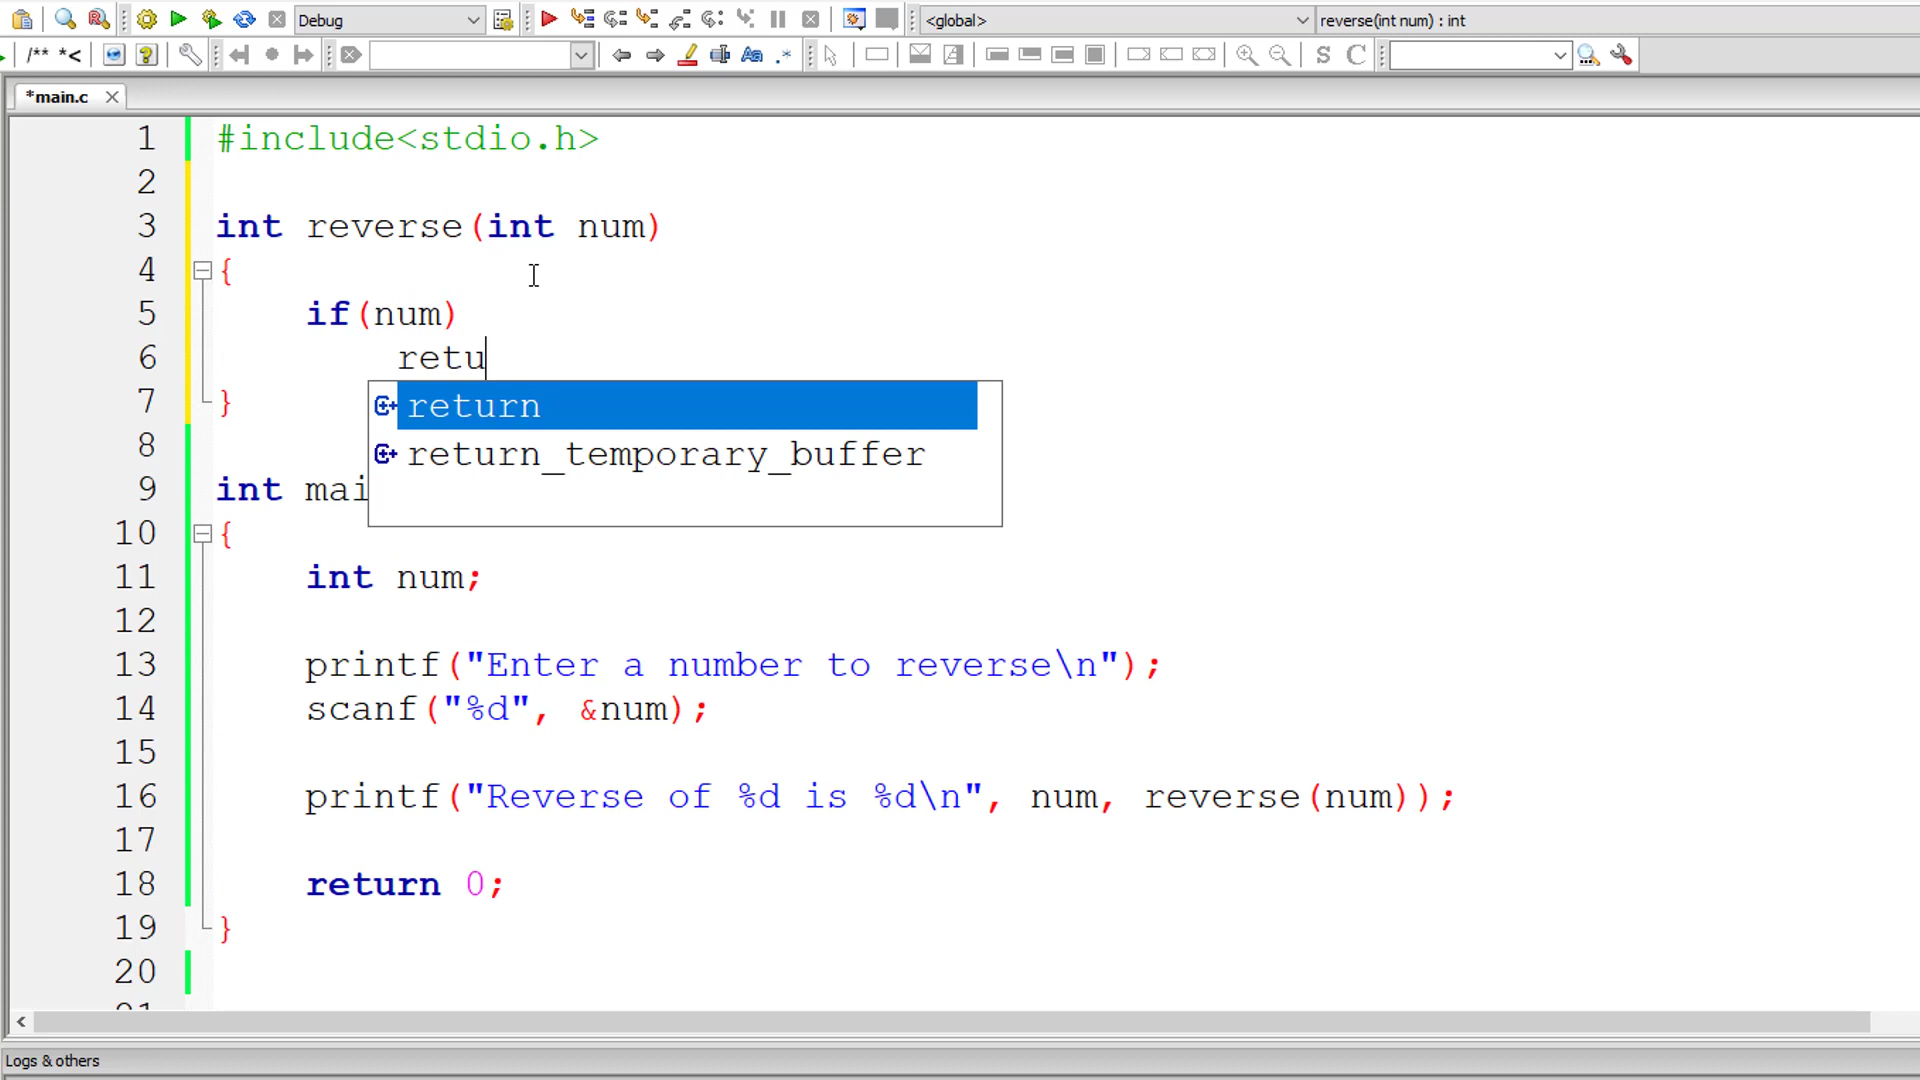 Debug
<global>
reverse(int num) : int
/** *<
Aa .*
S C
*main.c
1 #include<stdio.h>
2
3 int reverse(int num)
4 {
5 if(num)
6 retu
return
7 }
8
return_temporary_buffer
9 int mai
10 {
11 int num;
12
13 printf("Enter a number to reverse\n");
14 scanf("%d", &num);
15
16 printf("Reverse of %d is %d\n", num, reverse(num));
17
18 return 0;
19 }
20
Logs & others